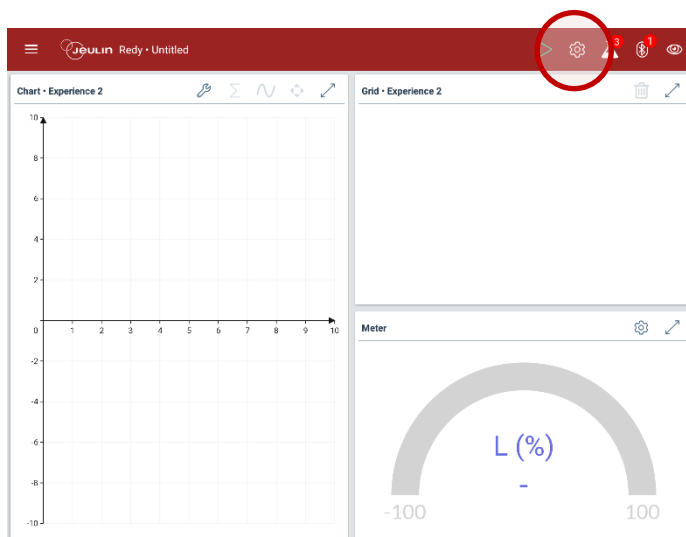 Jeulin Redy • Untitled
3
1
Chart • Experience 2
10
8
6
4
2
0 1 2 3 4 5 6 7 8 9 10
-2
-4
-6
-8
-10
Grid • Experience 2
Meter
L (%)
-
-100 100